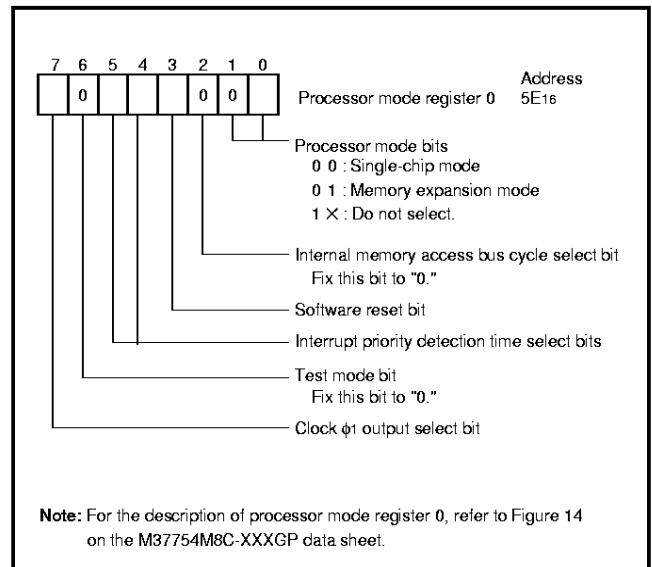 7 6 5 4 3 2 1 0
0 0 0
Processor mode register 0
Address
5E16
Processor mode bits
0 0 : Single-chip mode
0 1 : Memory expansion mode
1 X : Do not select.
Internal memory access bus cycle select bit
Fix this bit to "0."
Software reset bit
Interrupt priority detection time select bits
Test mode bit
Fix this bit to "0."
Clock ϕ1 output select bit
Note: For the description of processor mode register 0, refer to Figure 14
on the M37754M8C-XXXGP data sheet.